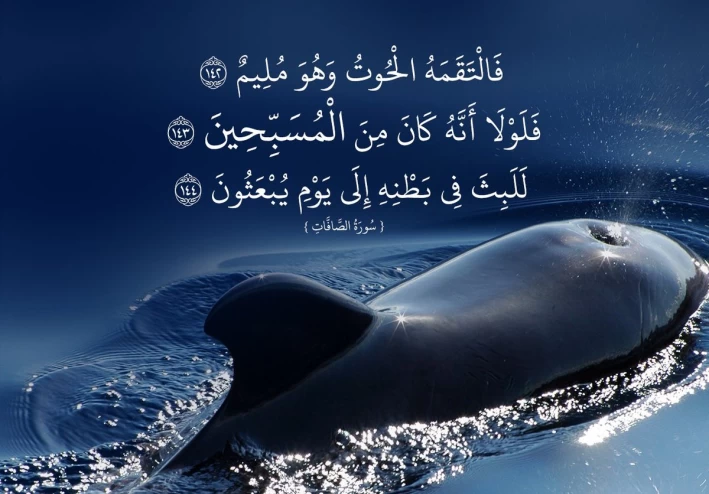 فَالْتَقَمَهُ الْحُوتُ وَهُوَ مُلِيمٌ ١٤٢
فَلَوْلَا أَنَّهُ كَانَ مِنَ الْمُسَبِّحِينَ ١٤٣
لَلَبِثَ فِى بَطْنِهِ إِلَى يَوْمِ يُبْعَثُونَ ١٤٤
{ سُورَةُ الصَّافَّاتِ }